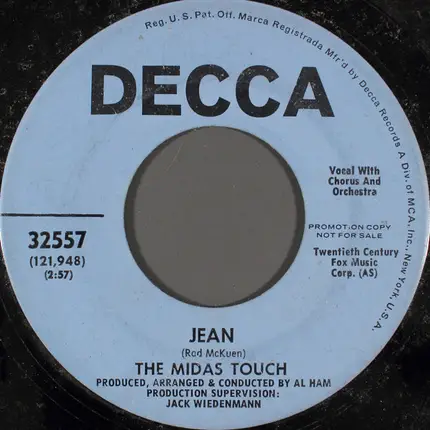 Reg. U.S. Pat. Off. Marca Registrada Mfr'd by Decca Records A Div. of MCA, Inc., New York, U.S.A.
DECCA
Vocal With
Chorus And
Orchestra
32557
(121,948)
(2:57)
PROMOTION COPY
NOT FOR SALE
Twentieth Century
Fox Music
Corp. (AS)
JEAN
(Rod McKuen)
THE MIDAS TOUCH
PRODUCED, ARRANGED & CONDUCTED BY AL HAM
PRODUCTION SUPERVISION:
JACK WIEDENMANN